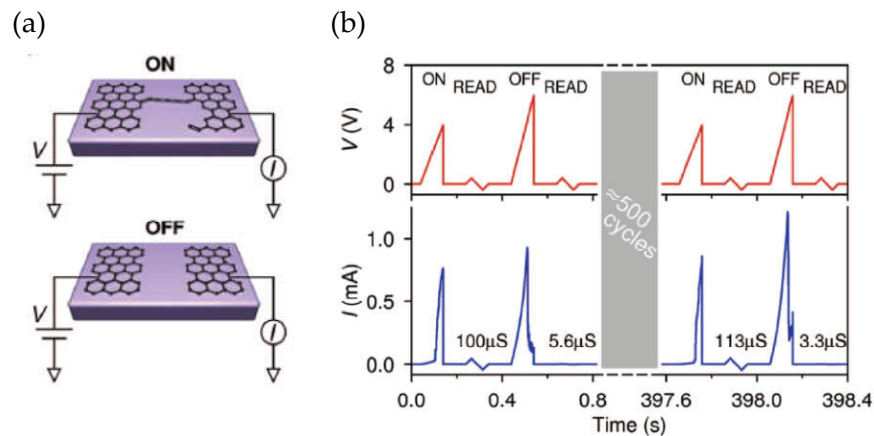 (a)
ON
V
I
OFF
V
I
(b)
8
4
0
V (V)
ON READ OFF READ
ON READ OFF READ
≈500
cycles
1.0
0.5
0.0
I (mA)
100µS 5.6µS
113µS 3.3µS
0.0 0.4 0.8 397.6 398.0 398.4
Time (s)